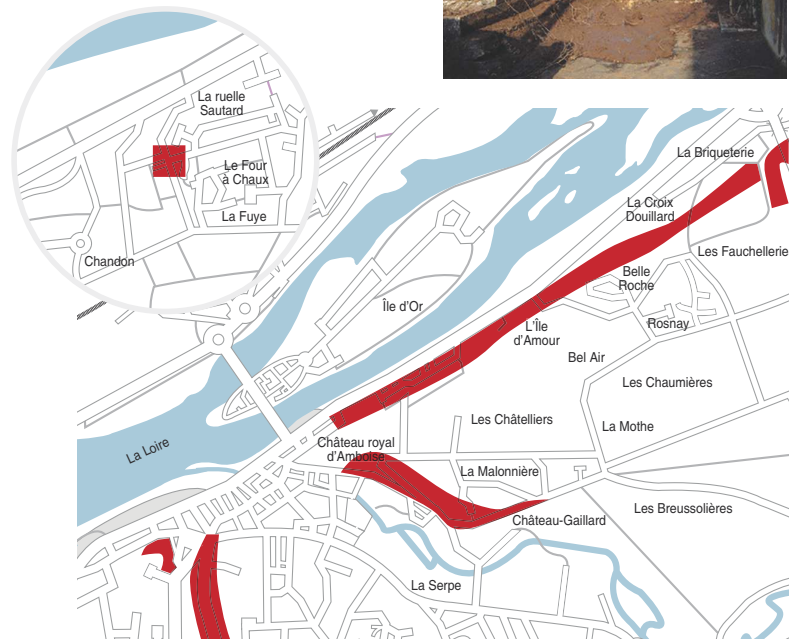 La ruelle
Sautard
Le Four
à Chaux
La Fuye
Chandon
La Briqueterie
La Croix
Douillard
Les Fauchellerie
Belle
Roche
Île d'Or
Rosnay
L'Île
d'Amour
Bel Air
Les Chaumières
Les Châtelliers
La Mothe
La Loire
Château royal
d'Amboise
La Malonnière
Les Breussolières
Château-Gaillard
La Serpe